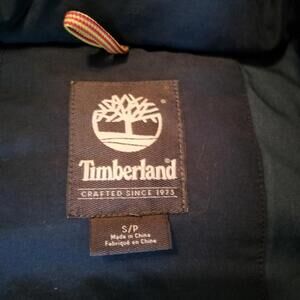 ®
Timberland
CRAFTED SINCE 1973
S/P
Made in China
Fabriqué en Chine